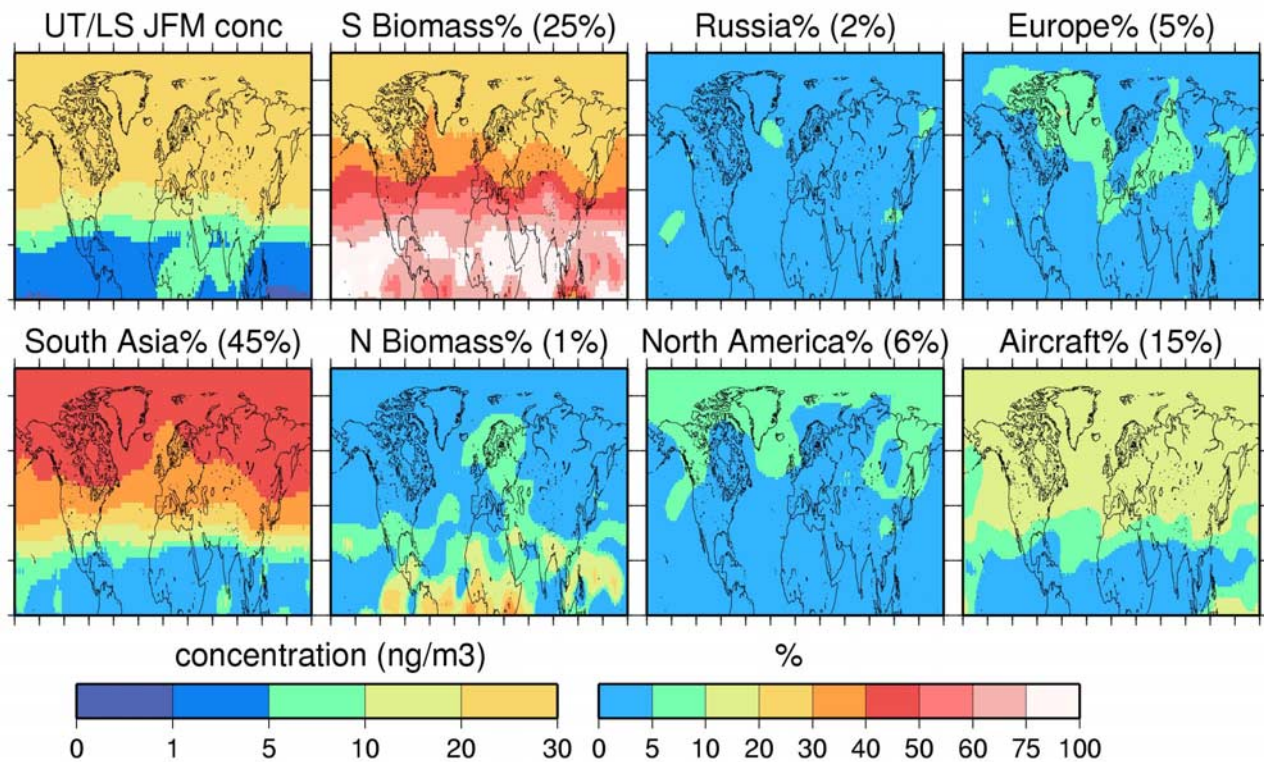 UT/LS JFM conc
S Biomass% (25%)
Russia% (2%)
Europe% (5%)
South Asia% (45%)
N Biomass% (1%)
North America% (6%)
Aircraft% (15%)
concentration (ng/m3)
%
0 1 5 10 20 30
0 5 10 20 30 40 50 60 75 100